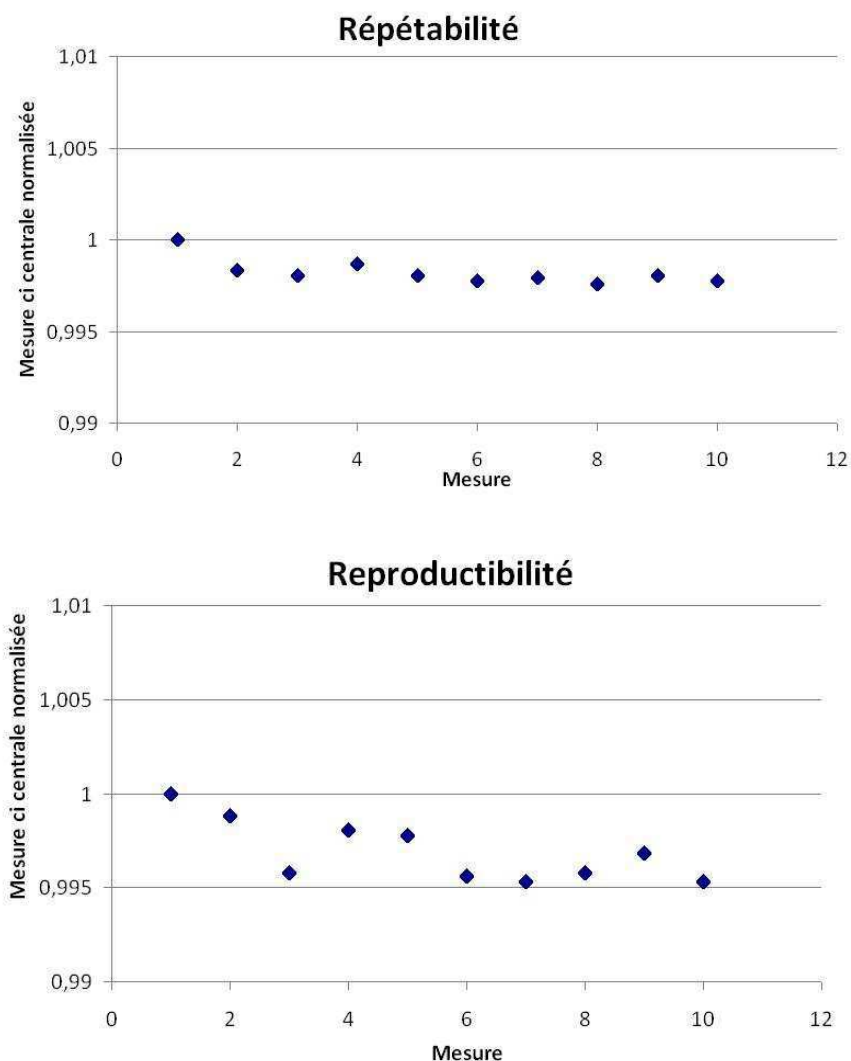 Répétabilité
Mesure ci centrale normalisée
1,01
1,005
1
0,995
0,99
0 2 4 6 8 10 12
Mesure
Reproductibilité
Mesure ci centrale normalisée
1,01
1,005
1
0,995
0,99
0 2 4 6 8 10 12
Mesure